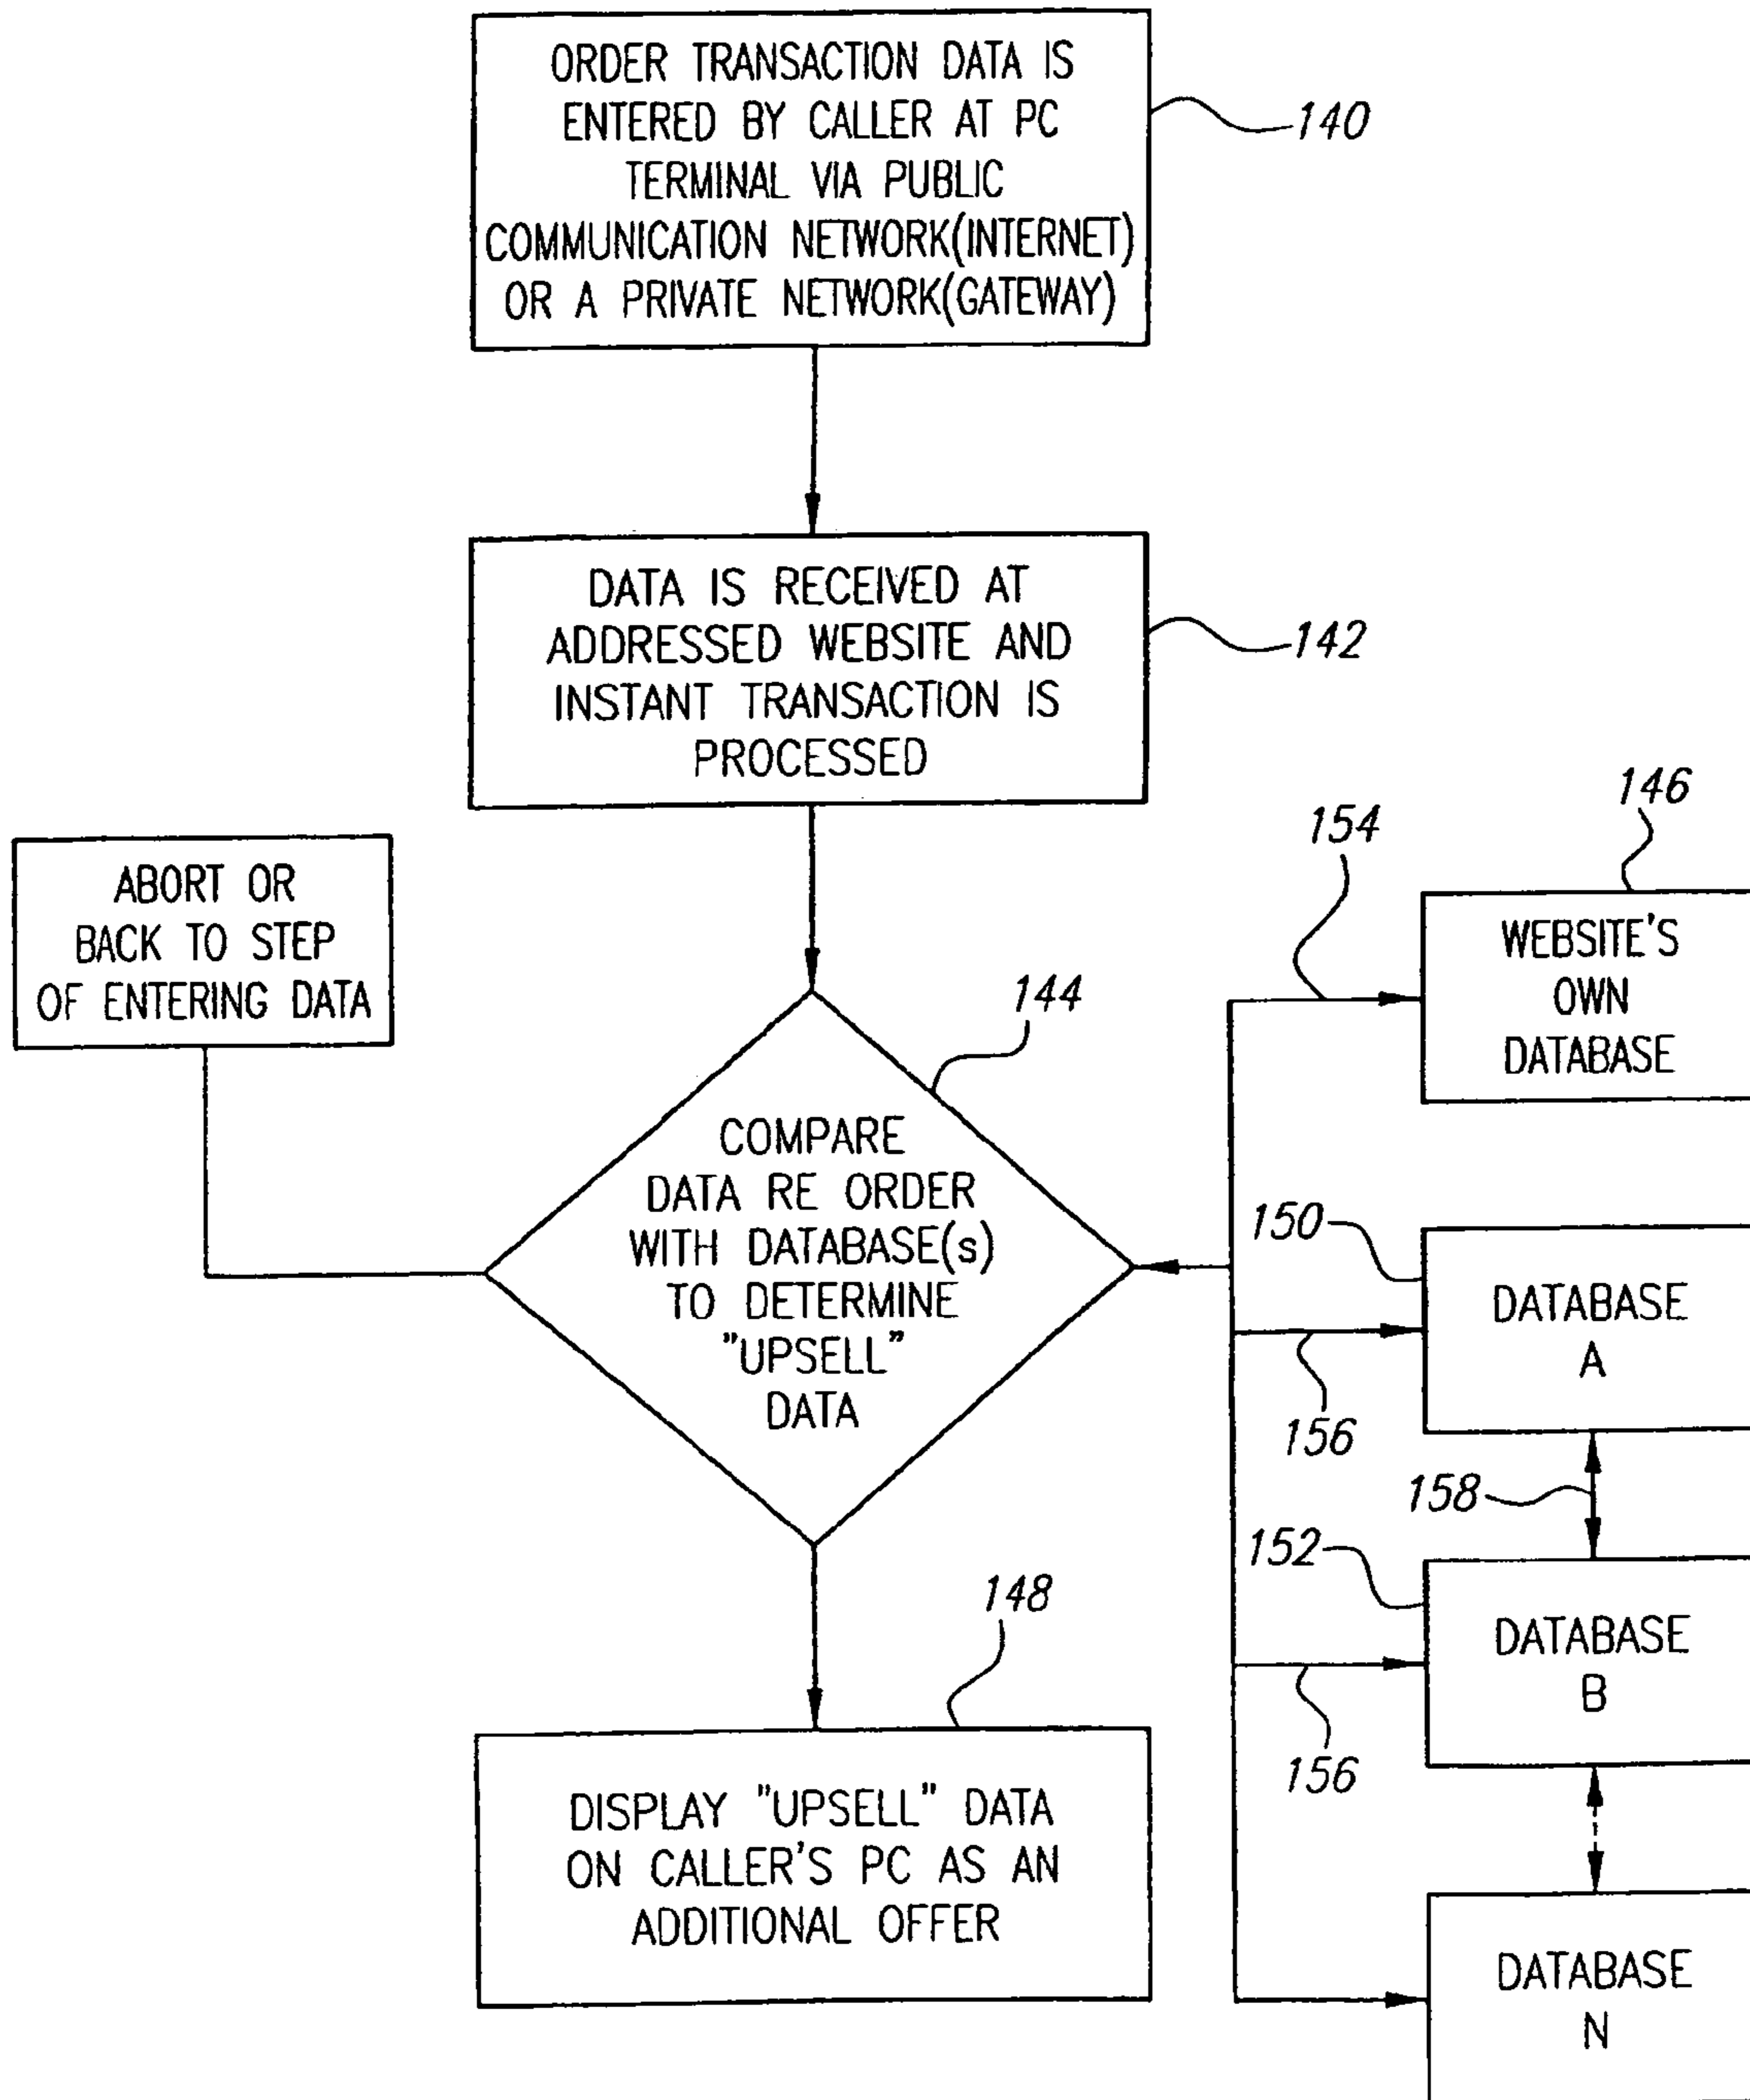 ORDER TRANSACTION DATA IS
ENTERED BY CALLER AT PC
TERMINAL VIA PUBLIC
COMMUNICATION NETWORK(INTERNET)
OR A PRIVATE NETWORK(GATEWAY)
140
DATA IS RECEIVED AT
ADDRESSED WEBSITE AND
INSTANT TRANSACTION IS
PROCESSED
142
ABORT OR
BACK TO STEP
OF ENTERING DATA
144
COMPARE
DATA RE ORDER
WITH DATABASE(s)
TO DETERMINE
"UPSELL"
DATA
154
146
WEBSITE'S
OWN
DATABASE
150
DATABASE
A
156
158
152
DATABASE
B
156
148
DISPLAY "UPSELL" DATA
ON CALLER'S PC AS AN
ADDITIONAL OFFER
DATABASE
N